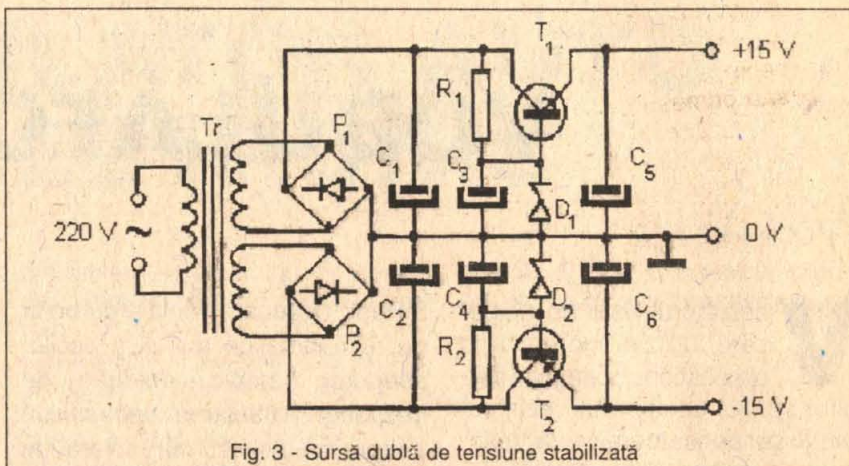 T1
+15 V
R1
Tr
P1
C1
C3
C5
D1
220 V ~
0 V
C2
C4
D2
C6
P2
R2
-15 V
T2
Fig. 3 - Sursă dublă de tensiune stabilizată